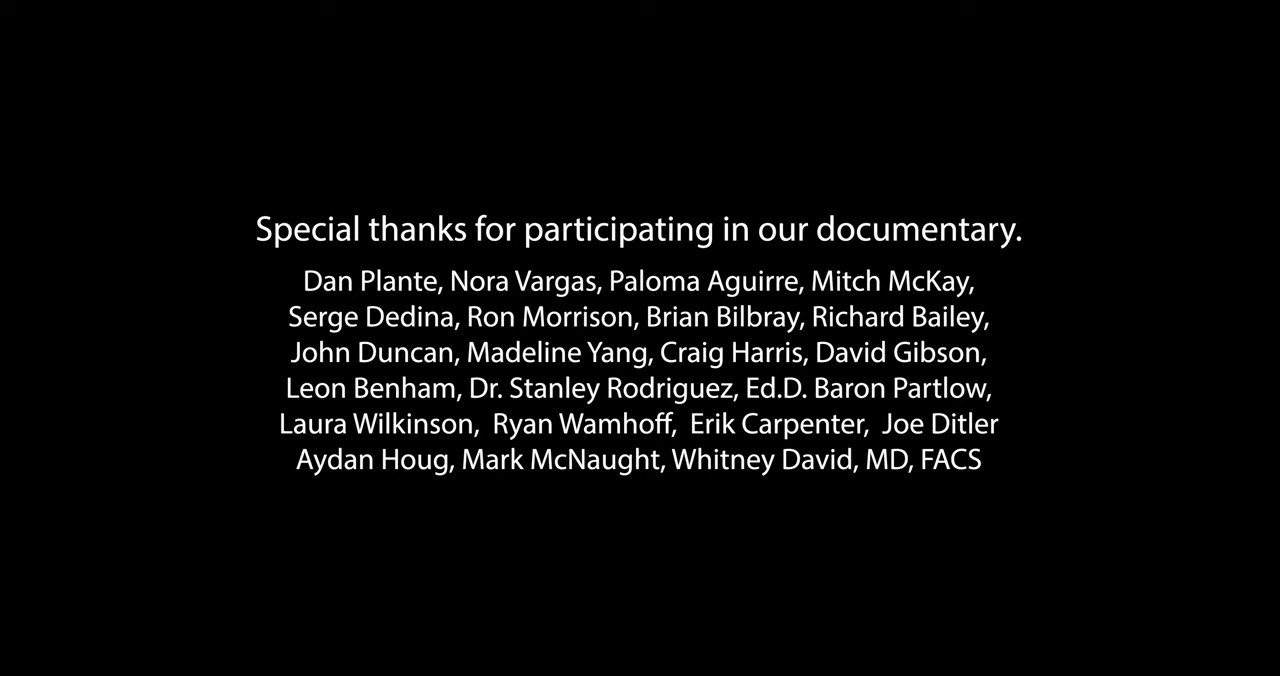 Special thanks for participating in our documentary.
Dan Plante, Nora Vargas, Paloma Aguirre, Mitch McKay,
Serge Dedina, Ron Morrison, Brian Bilbray, Richard Bailey,
John Duncan, Madeline Yang, Craig Harris, David Gibson,
Leon Benham, Dr. Stanley Rodriguez, Ed.D. Baron Partlow,
Laura Wilkinson,  Ryan Wamhoff,  Erik Carpenter,  Joe Ditler
Aydan Houg, Mark McNaught, Whitney David, MD, FACS